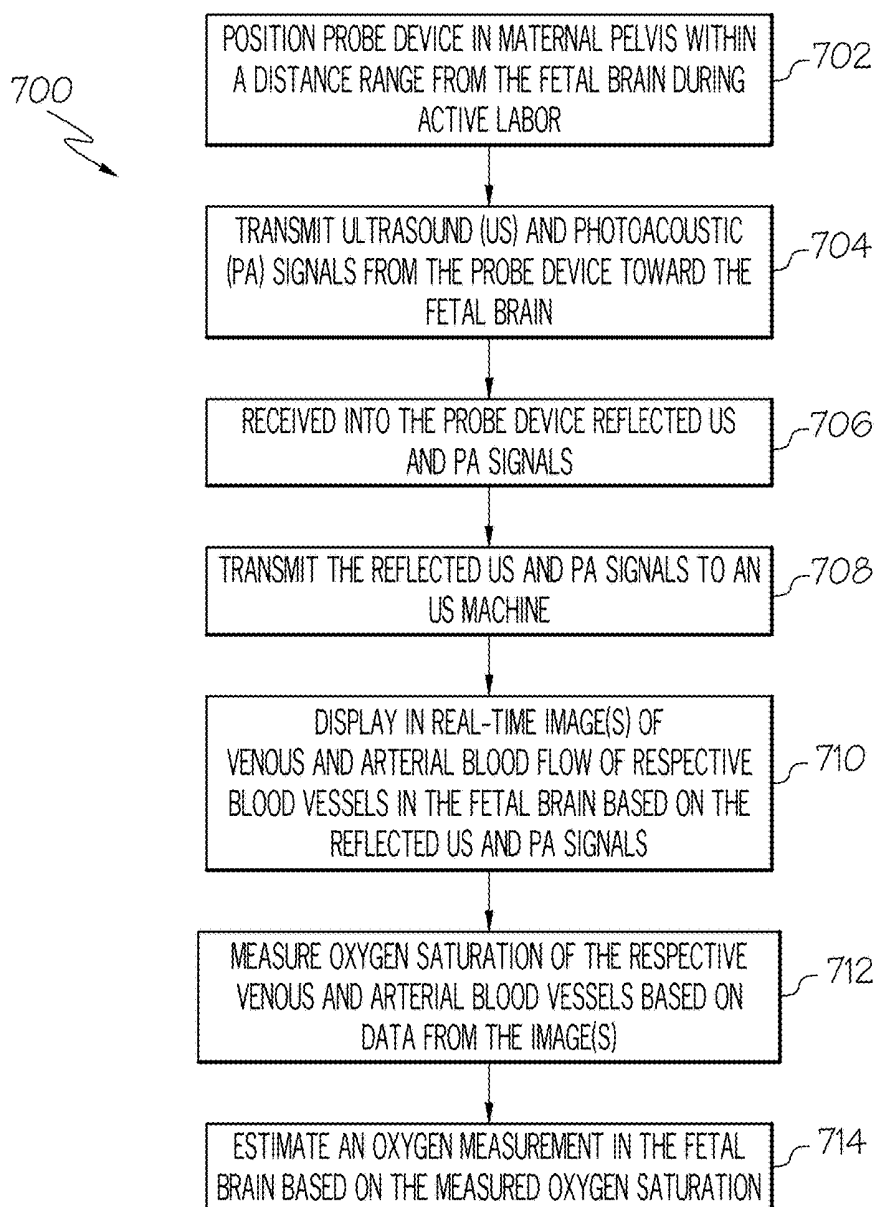 700
POSITION PROBE DEVICE IN MATERNAL PELVIS WITHIN
A DISTANCE RANGE FROM THE FETAL BRAIN DURING
ACTIVE LABOR
702
TRANSMIT ULTRASOUND (US) AND PHOTOACOUSTIC
(PA) SIGNALS FROM THE PROBE DEVICE TOWARD THE
FETAL BRAIN
704
RECEIVED INTO THE PROBE DEVICE REFLECTED US
AND PA SIGNALS
706
TRANSMIT THE REFLECTED US AND PA SIGNALS TO AN
US MACHINE
708
DISPLAY IN REAL-TIME IMAGE(S) OF
VENOUS AND ARTERIAL BLOOD FLOW OF RESPECTIVE
BLOOD VESSELS IN THE FETAL BRAIN BASED ON THE
REFLECTED US AND PA SIGNALS
710
MEASURE OXYGEN SATURATION OF THE RESPECTIVE
VENOUS AND ARTERIAL BLOOD VESSELS BASED ON
DATA FROM THE IMAGE(S)
712
ESTIMATE AN OXYGEN MEASUREMENT IN THE FETAL
BRAIN BASED ON THE MEASURED OXYGEN SATURATION
714